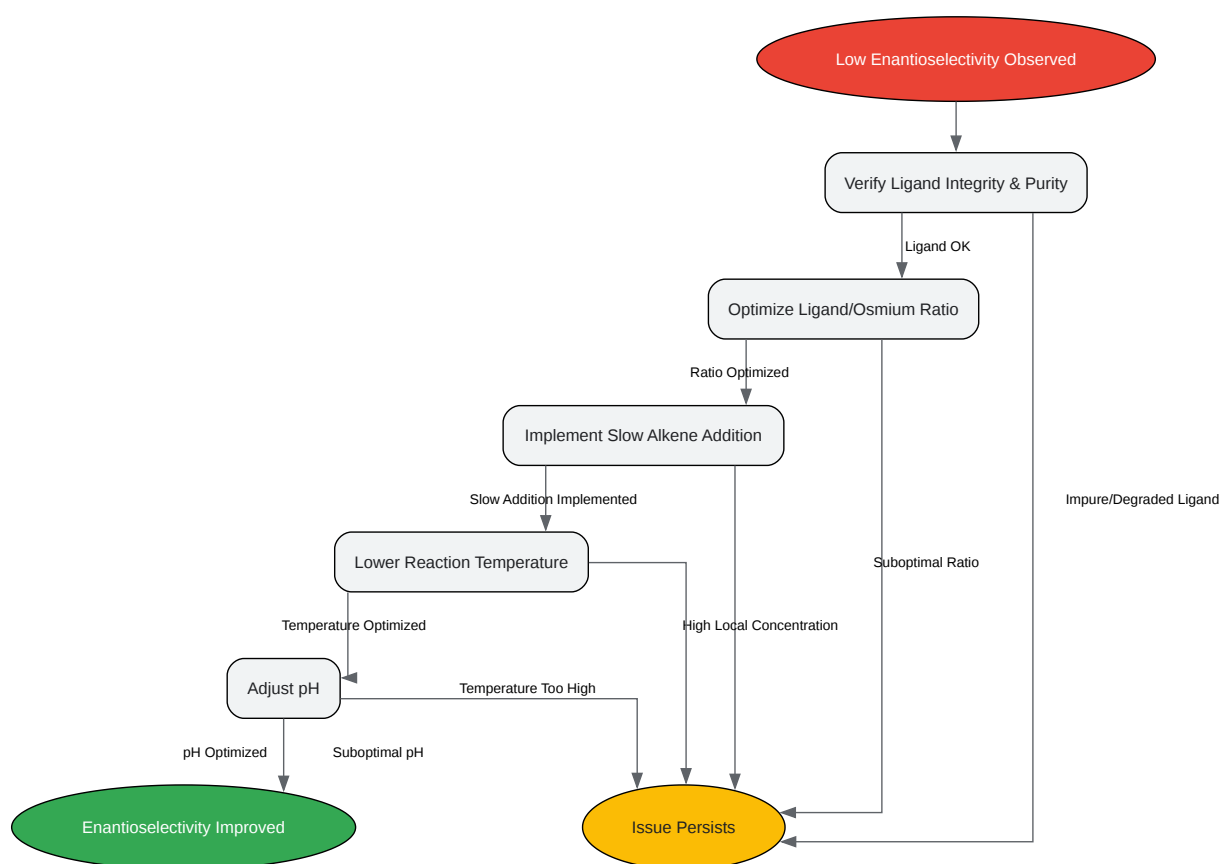 Low Enantioselectivity Observed
Verify Ligand Integrity & Purity
Ligand OK
Optimize Ligand/Osmium Ratio
Ratio Optimized
Implement Slow Alkene Addition
Slow Addition Implemented
Impure/Degraded Ligand
Lower Reaction Temperature
Suboptimal Ratio
Temperature Optimized
High Local Concentration
Adjust pH
Temperature Too High
pH Optimized
Suboptimal pH
Enantioselectivity Improved
Issue Persists